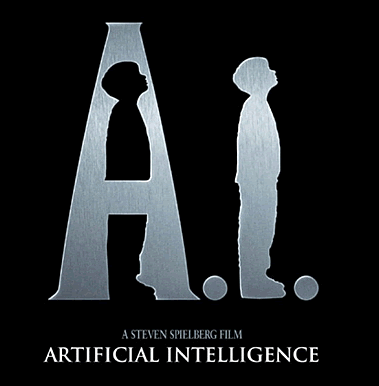 A.I.
A STEVEN SPIELBERG FILM
ARTIFICIAL INTELLIGENCE